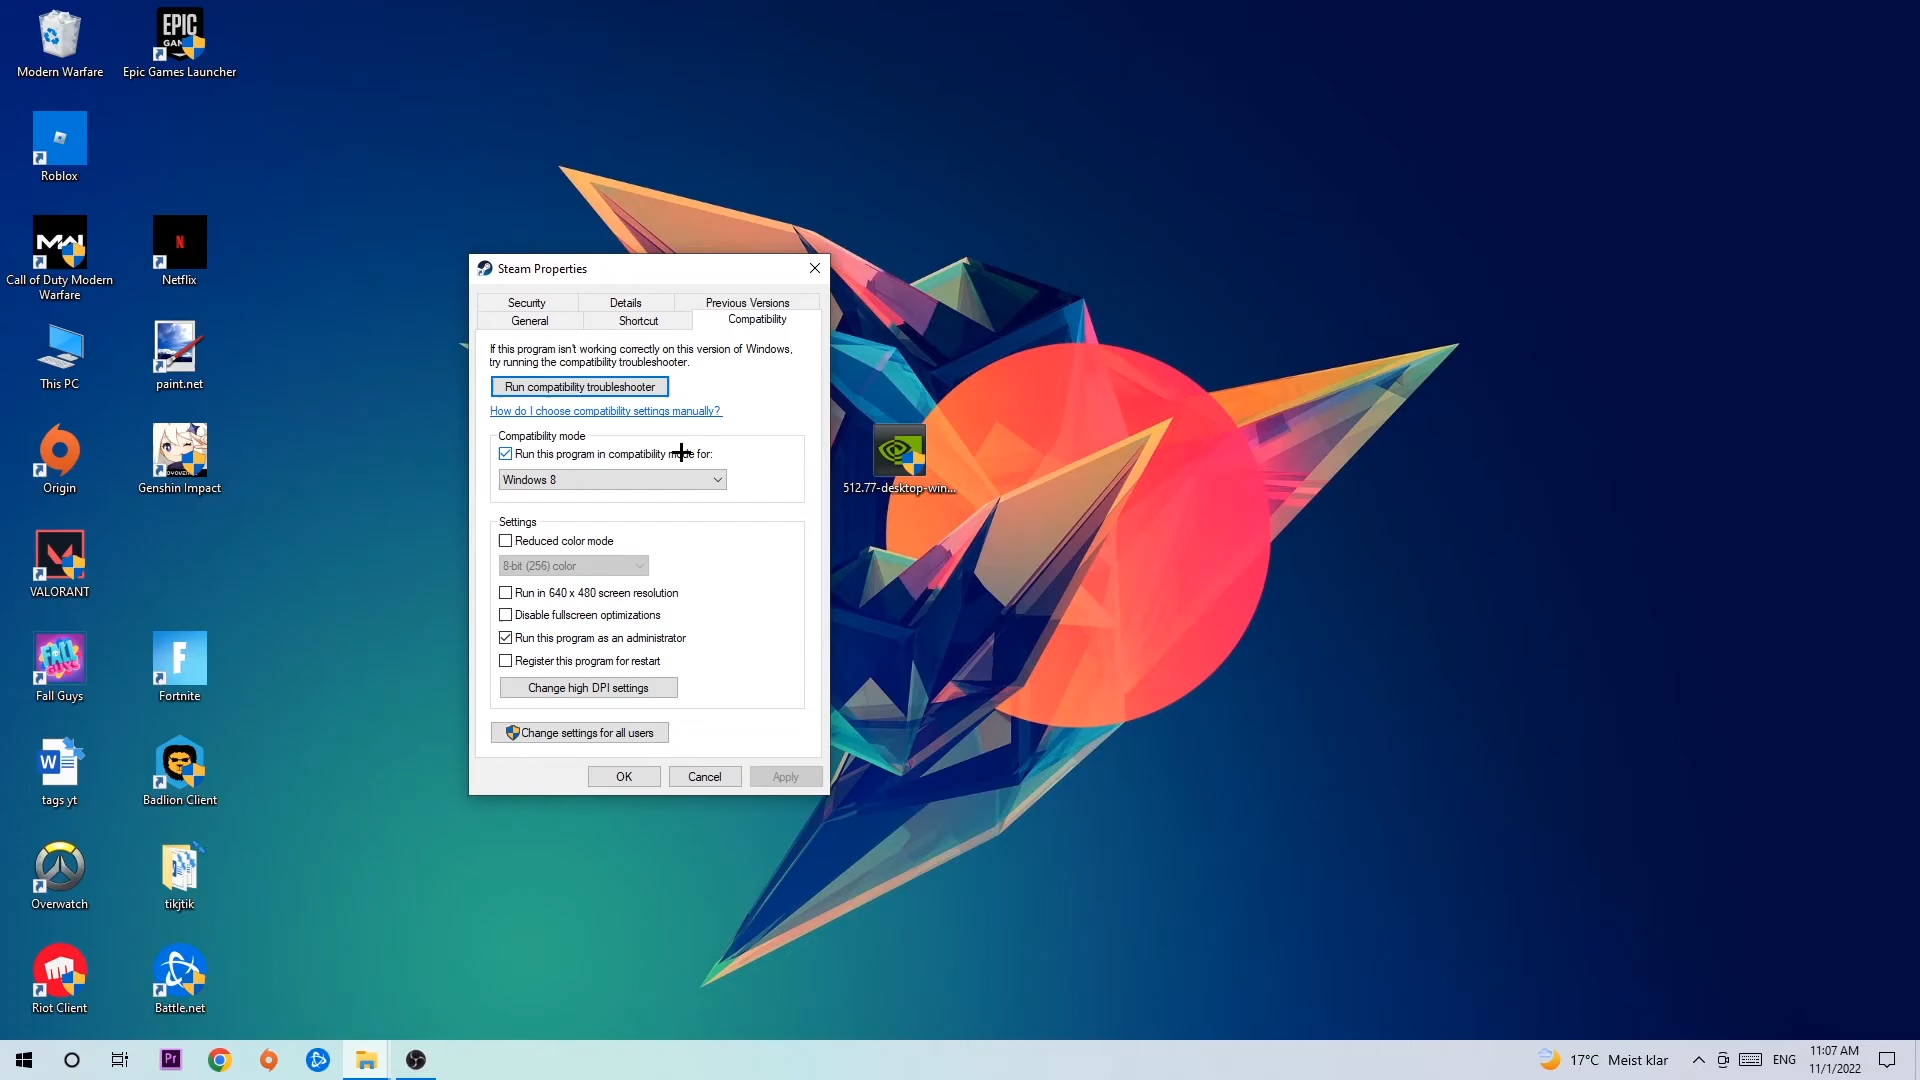 Modern Warfare
EPIC
GAMES
Epic Games Launcher
Roblox
Call of Duty Modern
Warfare
N
Netflix
This PC
paint.net
Origin
Genshin Impact
VALORANT
Fall Guys
F
Fortnite
W
tags yt
Badlion Client
Overwatch
tikjtik
Riot Client
Battle.net
512.77-desktop-win...
Steam Properties
Security
Details
Previous Versions
General
Shortcut
Compatibility
If this program isn't working correctly on this version of Windows,
try running the compatibility troubleshooter.
Run compatibility troubleshooter
How do I choose compatibility settings manually?
Compatibility mode
Run this program in compatibility mode for:
Windows 8
Settings
Reduced color mode
8-bit (256) color
Run in 640 x 480 screen resolution
Disable fullscreen optimizations
Run this program as an administrator
Register this program for restart
Change high DPI settings
Change settings for all users
OK
Cancel
Apply
Pr
17°C Meist klar
ENG
11:07 AM
11/1/2022